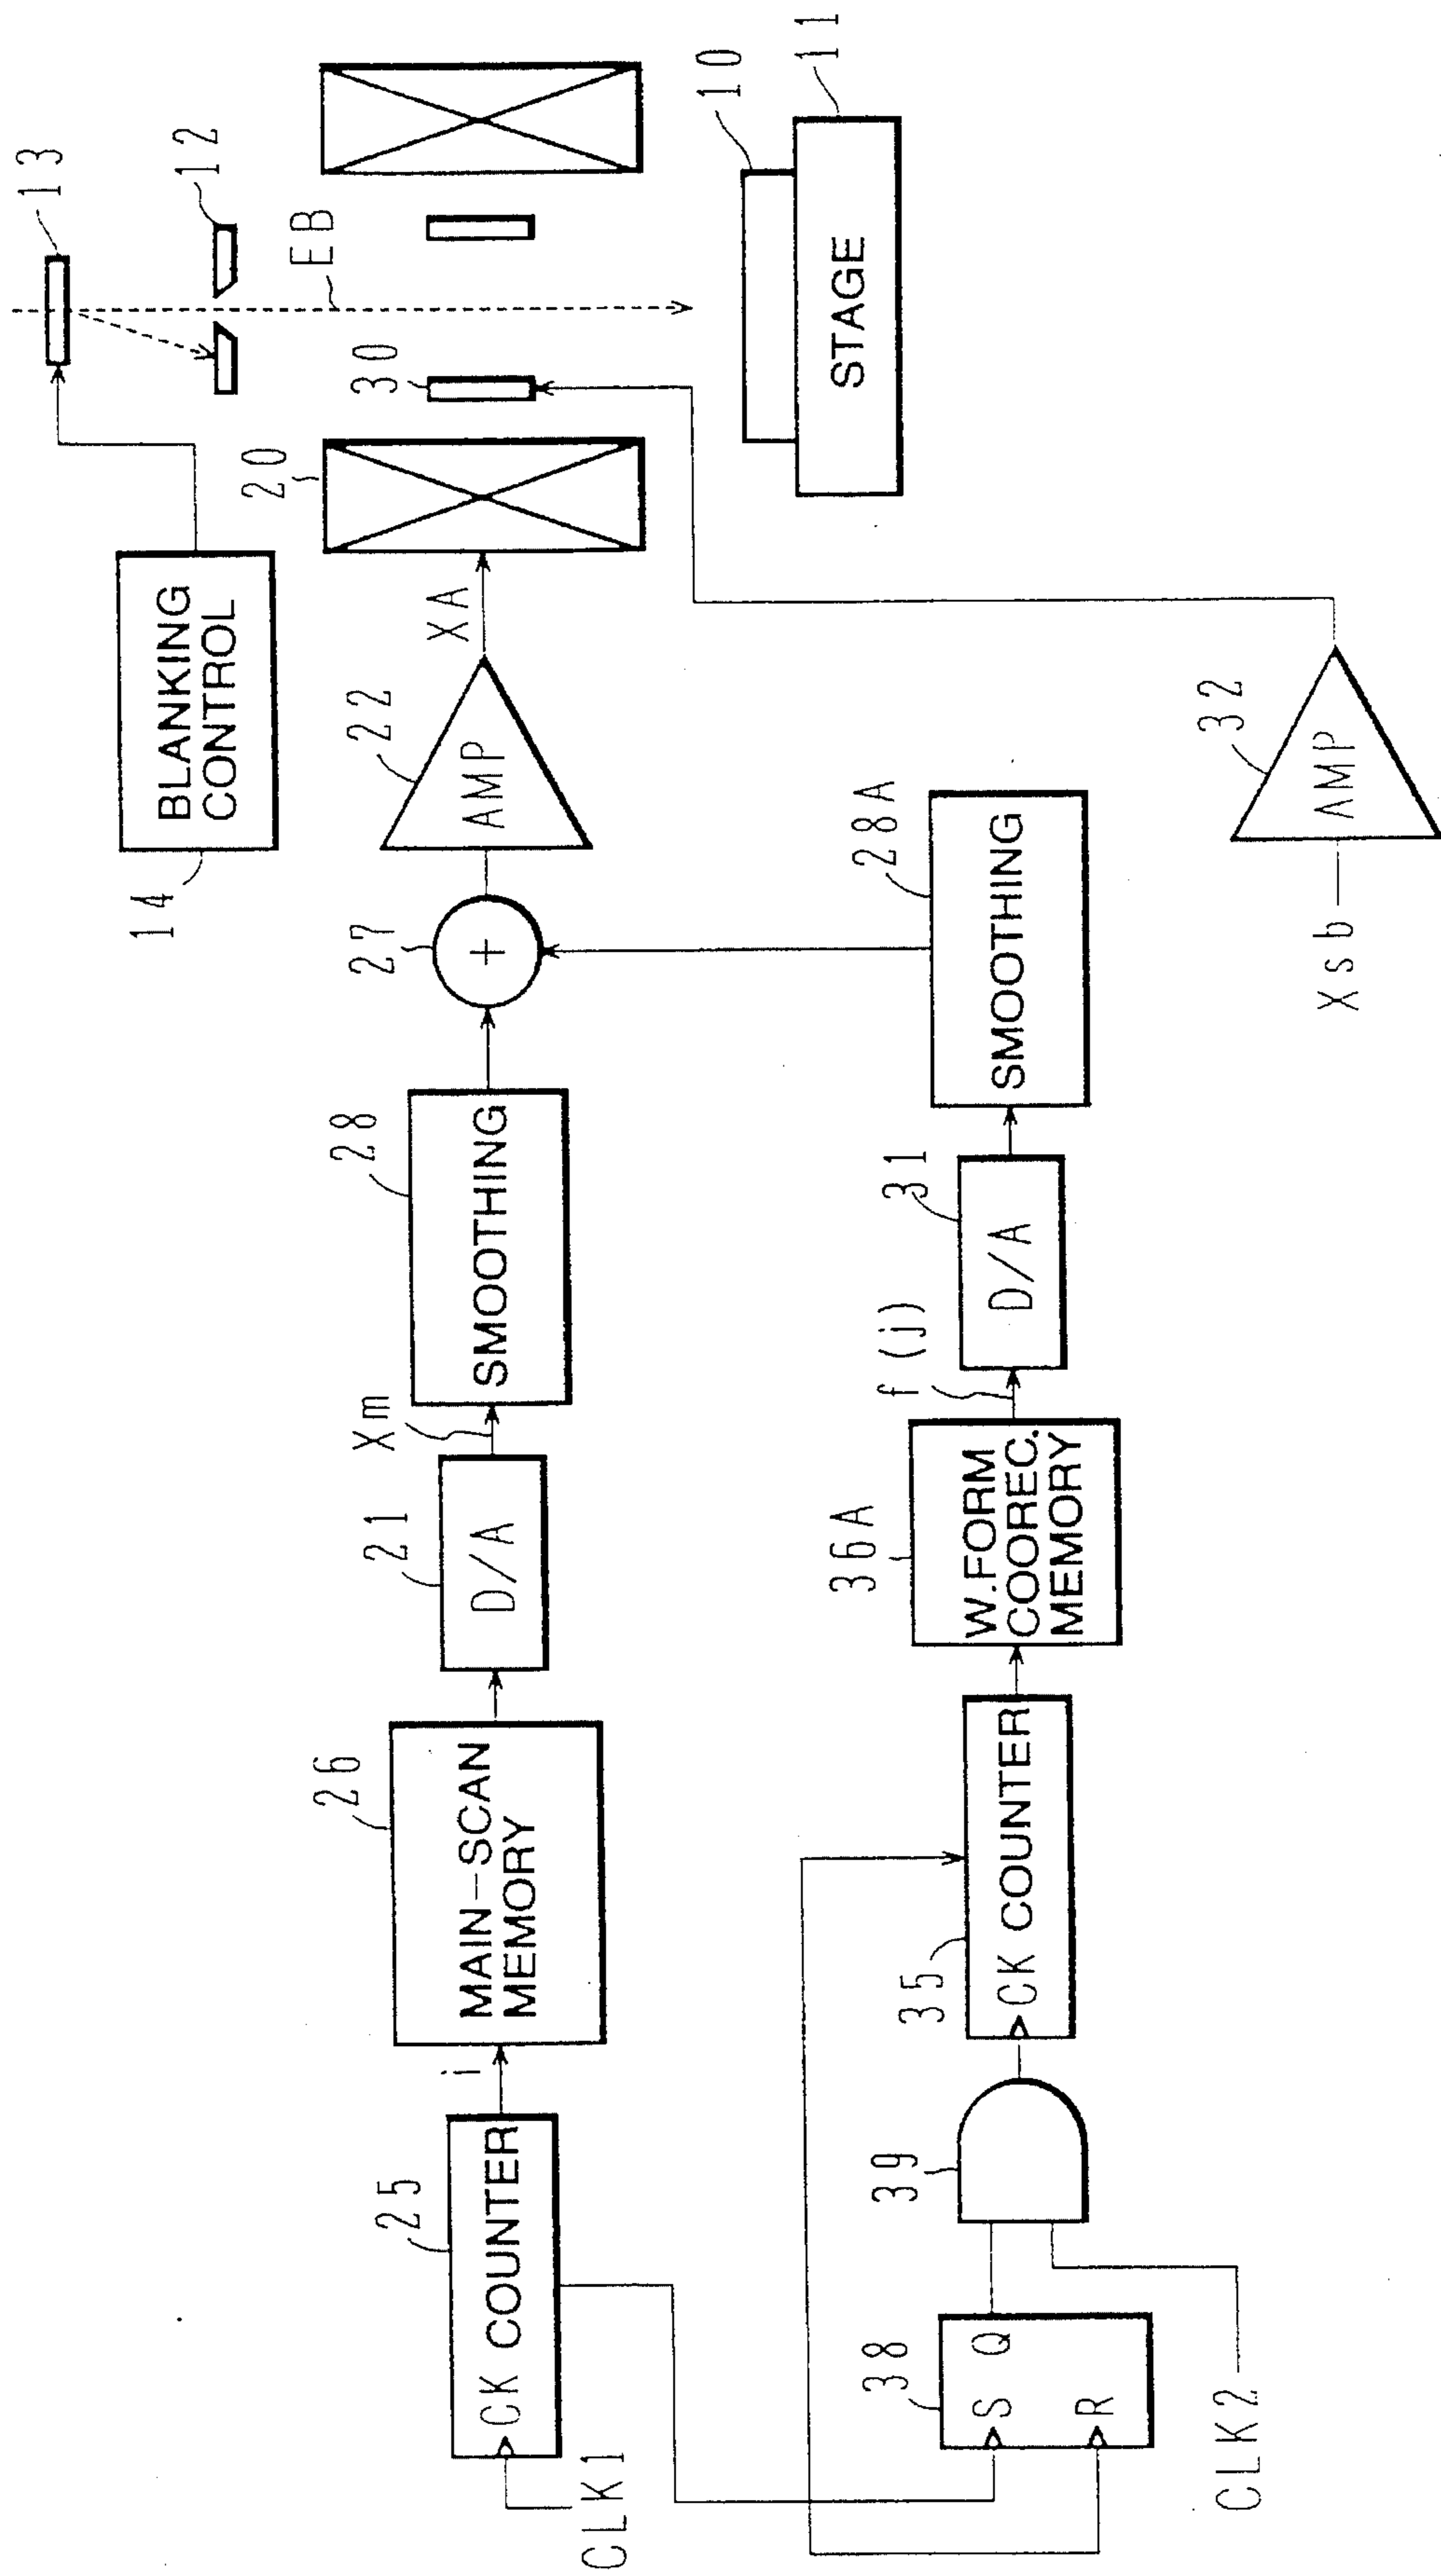 13
12
EB
BLANKING
CONTROL
14
20
30
10
11
STAGE
CLK1
25
CK COUNTER
i
26
MAIN-SCAN
MEMORY
21
D/A
Xm
28
SMOOTHING
27
+
22
AMP
XA
38
S Q
R
CLK2
39
35
CK COUNTER
36A
W.FORM
COOREC.
MEMORY
f (j)
31
D/A
28A
SMOOTHING
Xsb
32
AMP